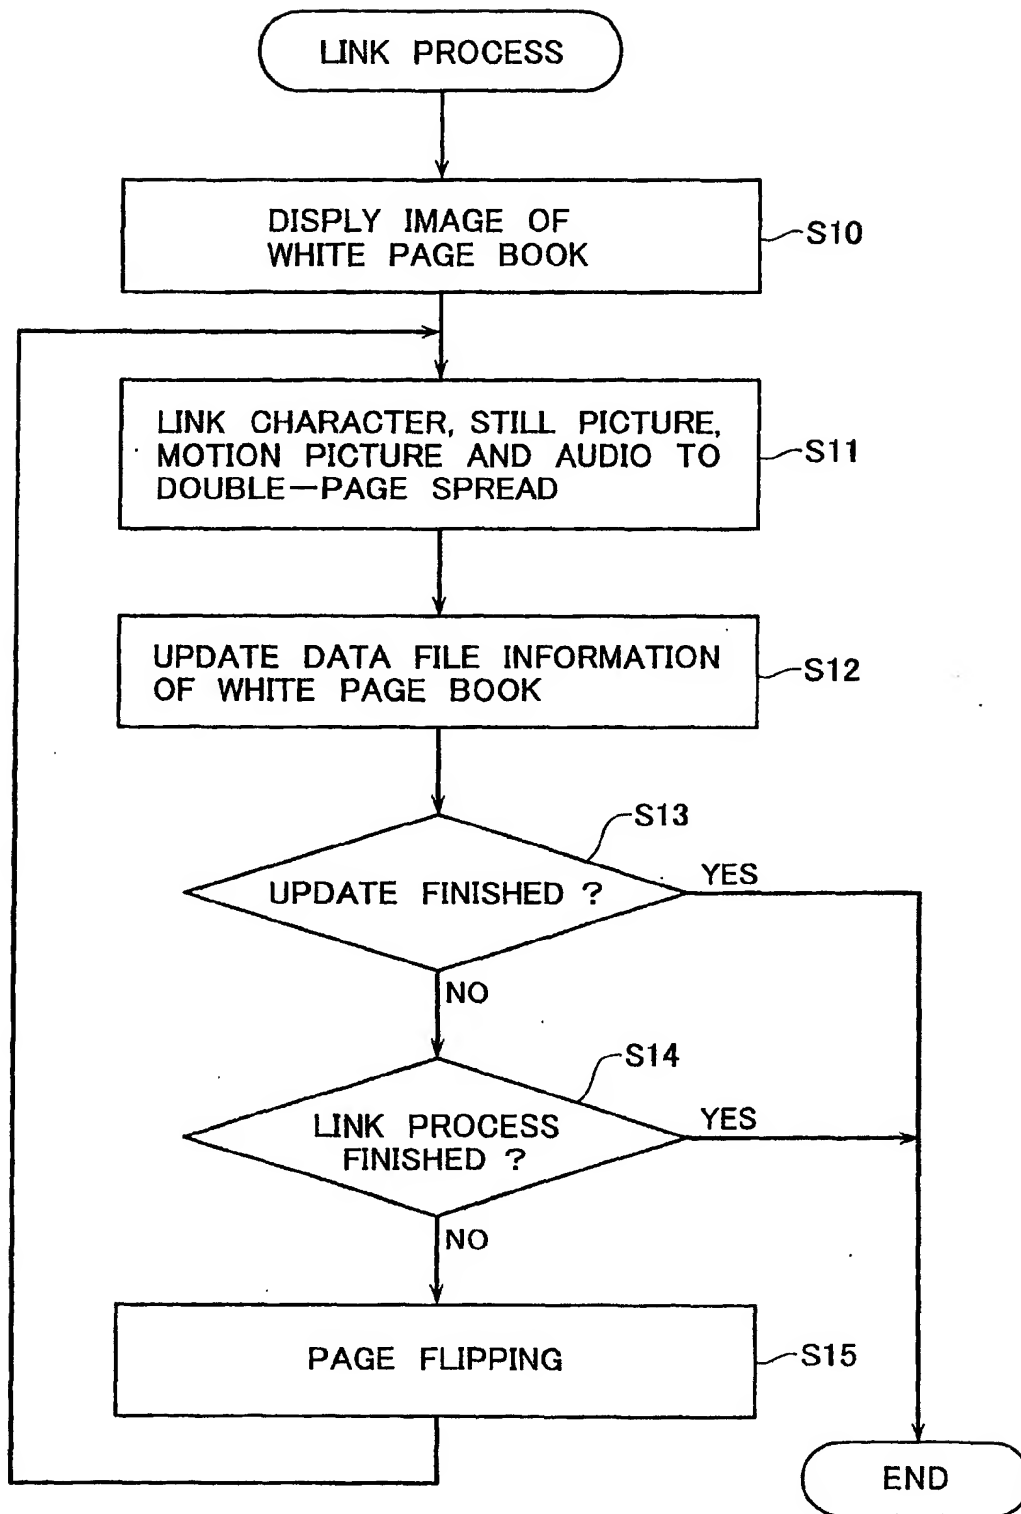 LINK PROCESS
DISPLY IMAGE OF
WHITE PAGE BOOK
S10
LINK CHARACTER, STILL PICTURE,
MOTION PICTURE AND AUDIO TO
DOUBLE—PAGE SPREAD
S11
UPDATE DATA FILE INFORMATION
OF WHITE PAGE BOOK
S12
S13
UPDATE FINISHED ?
YES
NO
S14
LINK PROCESS
FINISHED ?
YES
NO
PAGE FLIPPING
S15
END